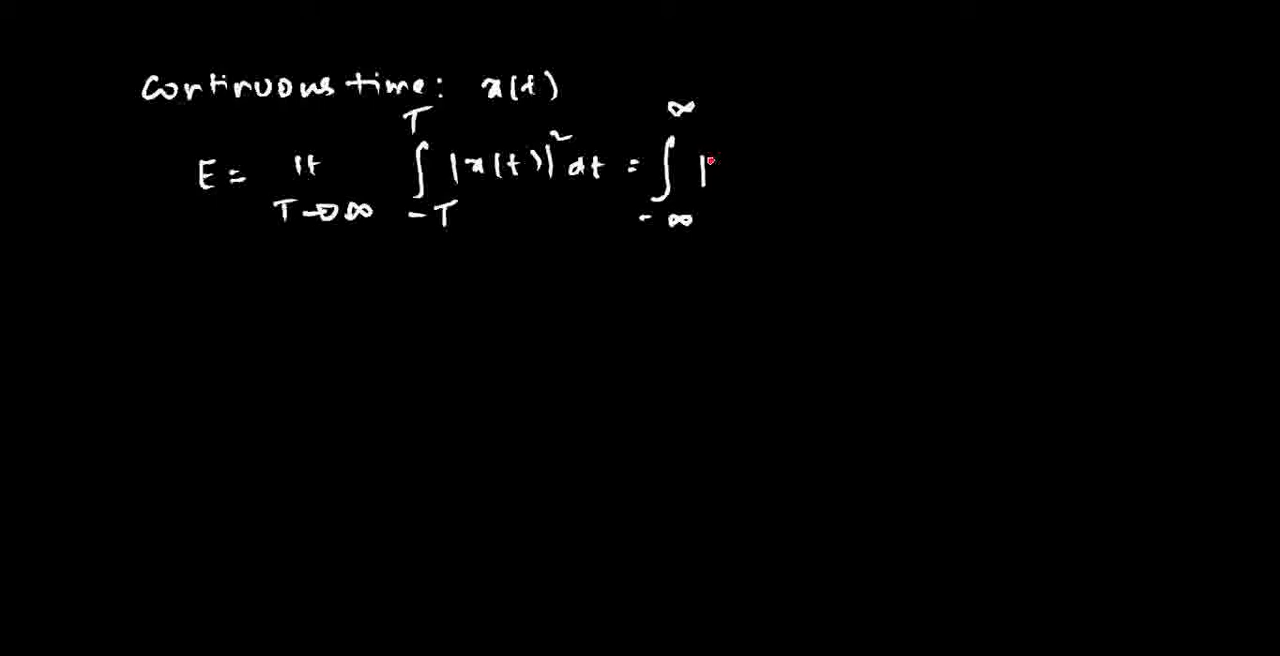 continuous time: x(t)
E = lt T→∞ ∫_{-T}^{T} |x(t)|² dt = ∫_{-∞}^{∞} |